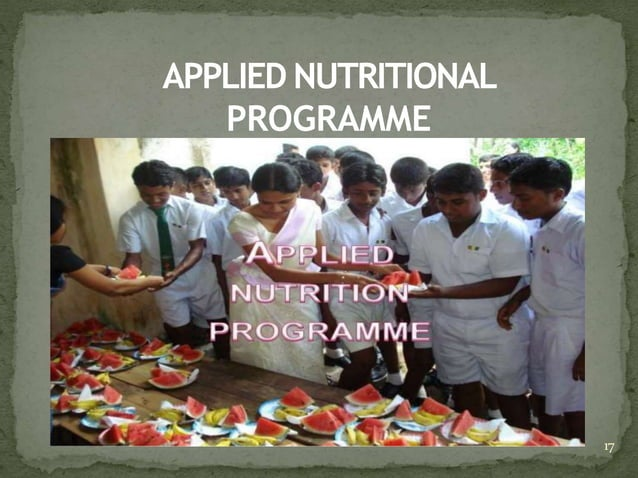 APPLIED NUTRITIONAL
PROGRAMME
APPLIED
NUTRITION
PROGRAMME
17